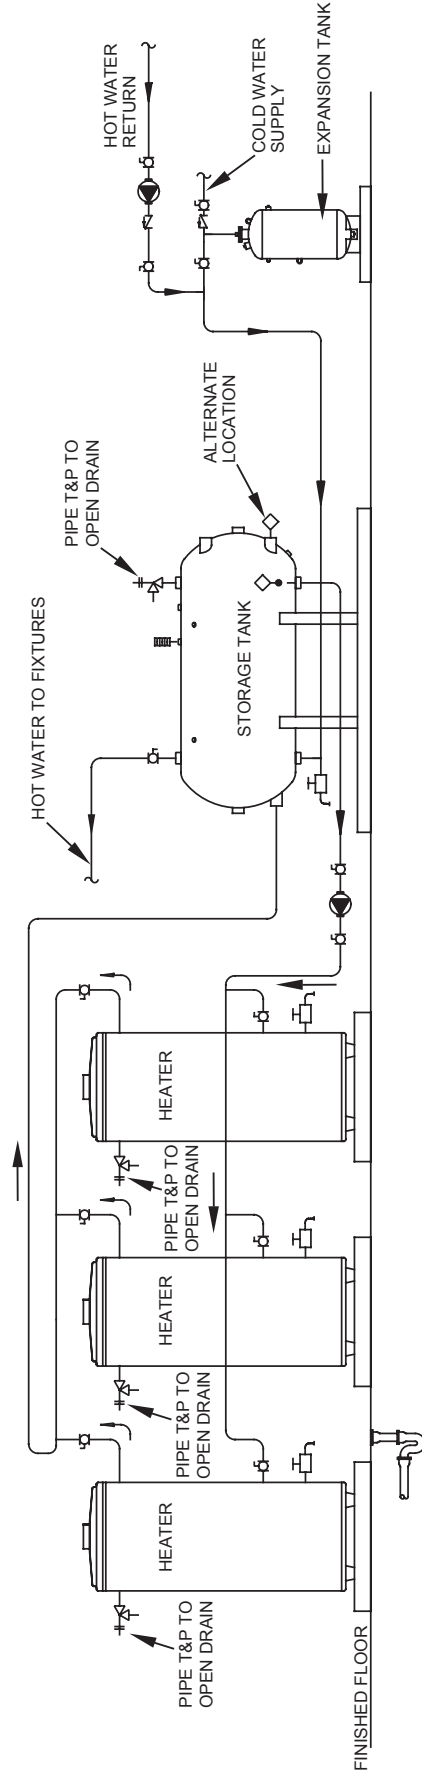 PIPE T&P TO
OPEN DRAIN
HEATER
PIPE T&P TO
OPEN DRAIN
HEATER
PIPE T&P TO
OPEN DRAIN
HEATER
HOT WATER TO FIXTURES
PIPE T&P TO
OPEN DRAIN
STORAGE TANK
ALTERNATE
LOCATION
HOT WATER
RETURN
COLD WATER
SUPPLY
EXPANSION TANK
FINISHED FLOOR